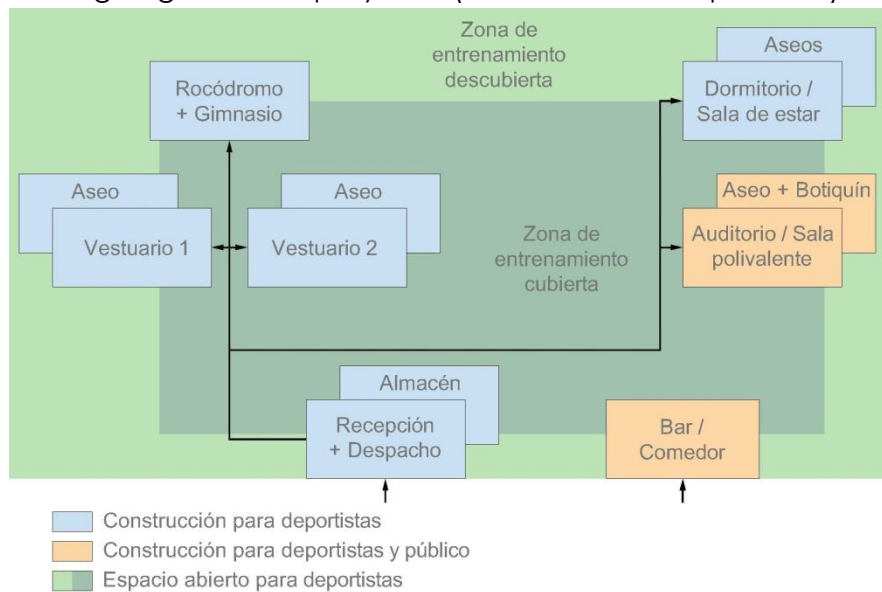 Zona de
entrenamiento
descubierta
Aseos
Rocódromo
+ Gimnasio
Dormitorio /
Sala de estar
Aseo
Aseo
Aseo + Botiquín
Vestuario 1
Vestuario 2
Zona de
entrenamiento
cubierta
Auditorio / Sala
polivalente
Almacén
Recepción
+ Despacho
Bar /
Comedor
Construcción para deportistas
Construcción para deportistas y público
Espacio abierto para deportistas